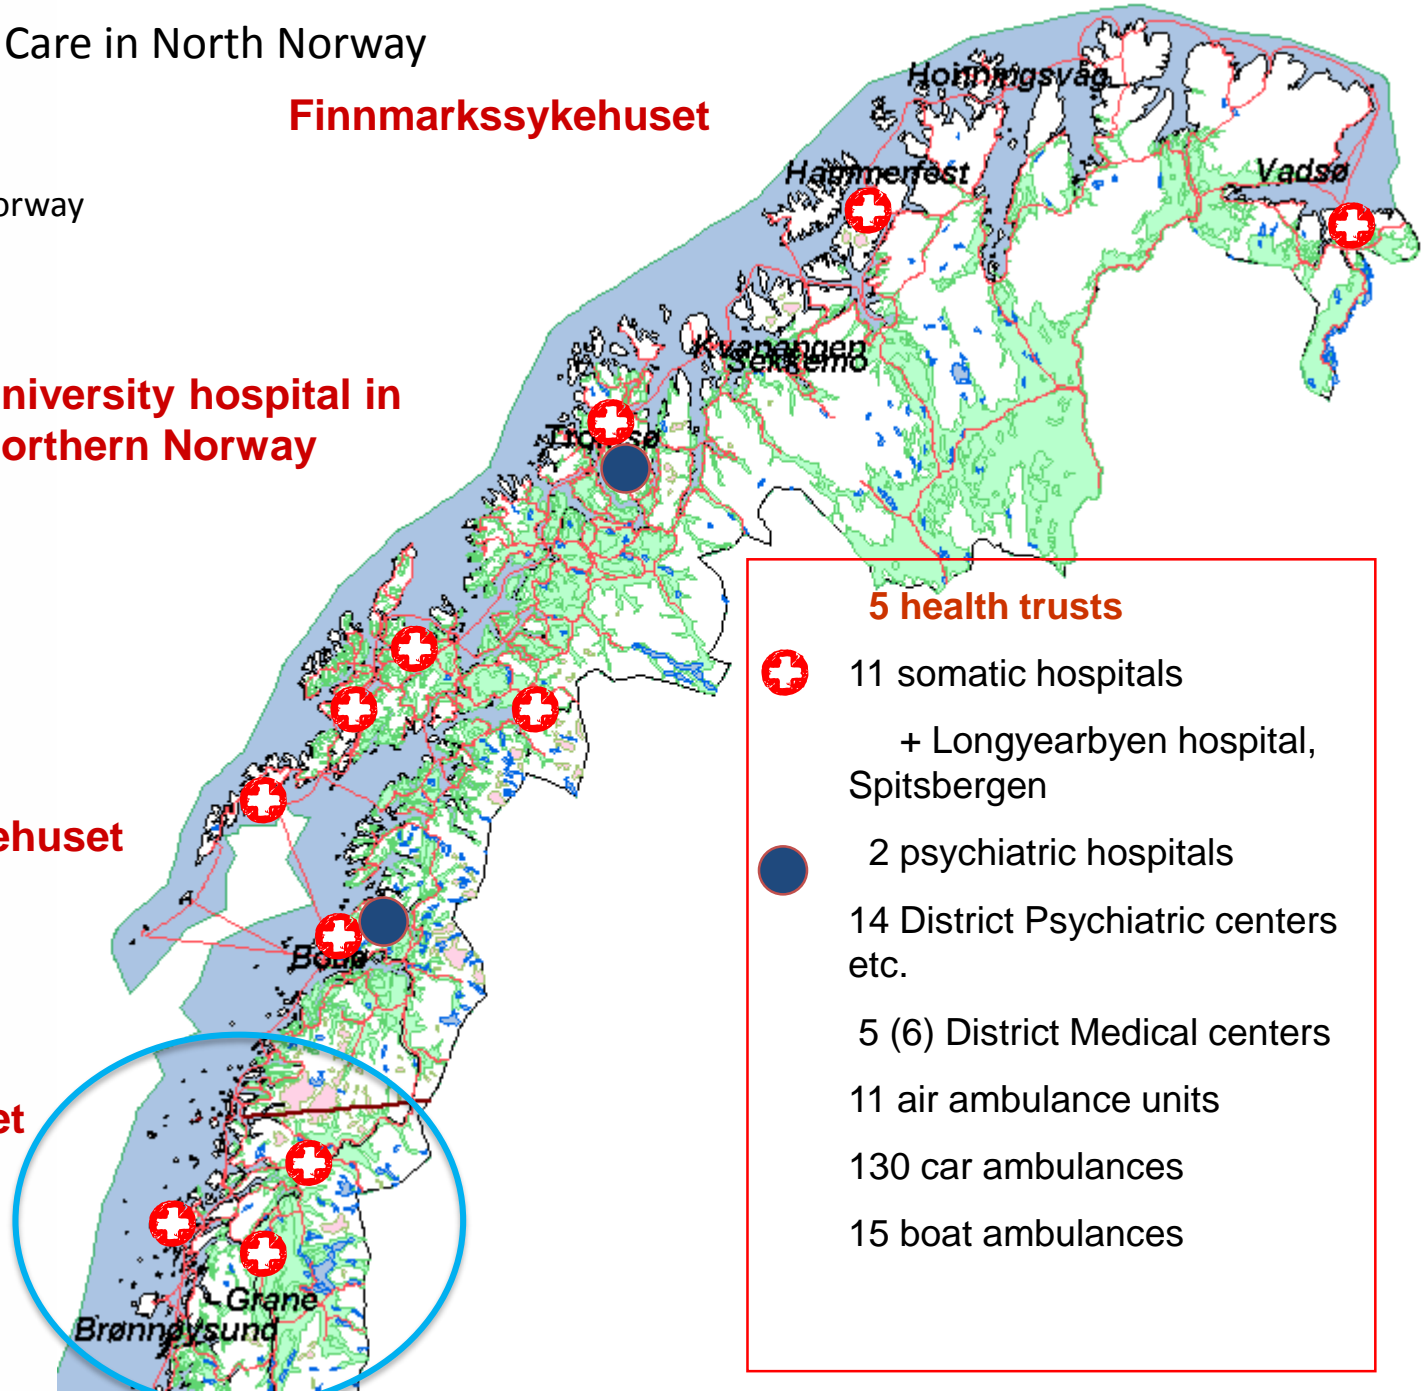 Care in North Norway
Finnmarkssykehuset
orway
niversity hospital in
orthern Norway
ehuset
et
Honningsvåg
Hammerfest
Vadsø
Kvænangen
Sekkemo
Tromsø
Bodø
Grane
Brønnøysund
5 health trusts
11 somatic hospitals
+ Longyearbyen hospital,
Spitsbergen
2 psychiatric hospitals
14 District Psychiatric centers
etc.
5 (6) District Medical centers
11 air ambulance units
130 car ambulances
15 boat ambulances